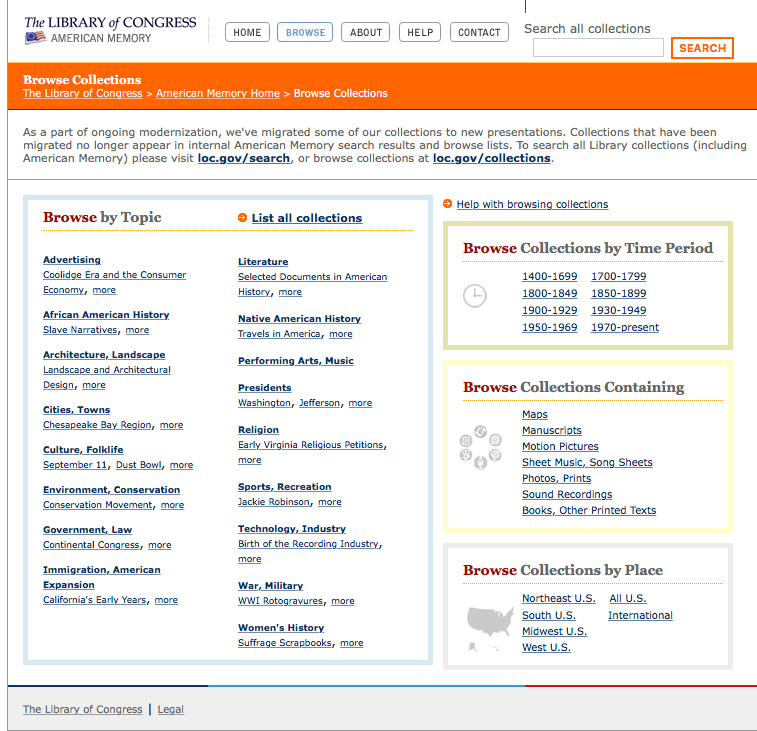 The LIBRARY of CONGRESS
AMERICAN MEMORY
HOME
BROWSE
ABOUT
HELP
CONTACT
Search all collections
SEARCH
Browse Collections
The Library of Congress > American Memory Home > Browse Collections
As a part of ongoing modernization, we've migrated some of our collections to new presentations. Collections that have been
migrated no longer appear in internal American Memory search results and browse lists. To search all Library collections (including
American Memory) please visit loc.gov/search, or browse collections at loc.gov/collections.
Browse by Topic
List all collections
Advertising
Coolidge Era and the Consumer
Economy, more
African American History
Slave Narratives, more
Architecture, Landscape
Landscape and Architectural
Design, more
Cities, Towns
Chesapeake Bay Region, more
Culture, Folklife
September 11, Dust Bowl, more
Environment, Conservation
Conservation Movement, more
Government, Law
Continental Congress, more
Immigration, American
Expansion
California's Early Years, more
Literature
Selected Documents in American
History, more
Native American History
Travels in America, more
Performing Arts, Music
Presidents
Washington, Jefferson, more
Religion
Early Virginia Religious Petitions,
more
Sports, Recreation
Jackie Robinson, more
Technology, Industry
Birth of the Recording Industry,
more
War, Military
WWI Rotogravures, more
Women's History
Suffrage Scrapbooks, more
Help with browsing collections
Browse Collections by Time Period
1400-1699 1700-1799
1800-1849 1850-1899
1900-1929 1930-1949
1950-1969 1970-present
Browse Collections Containing
Maps
Manuscripts
Motion Pictures
Sheet Music, Song Sheets
Photos, Prints
Sound Recordings
Books, Other Printed Texts
Browse Collections by Place
Northeast U.S. All U.S.
South U.S. International
Midwest U.S.
West U.S.
The Library of Congress | Legal